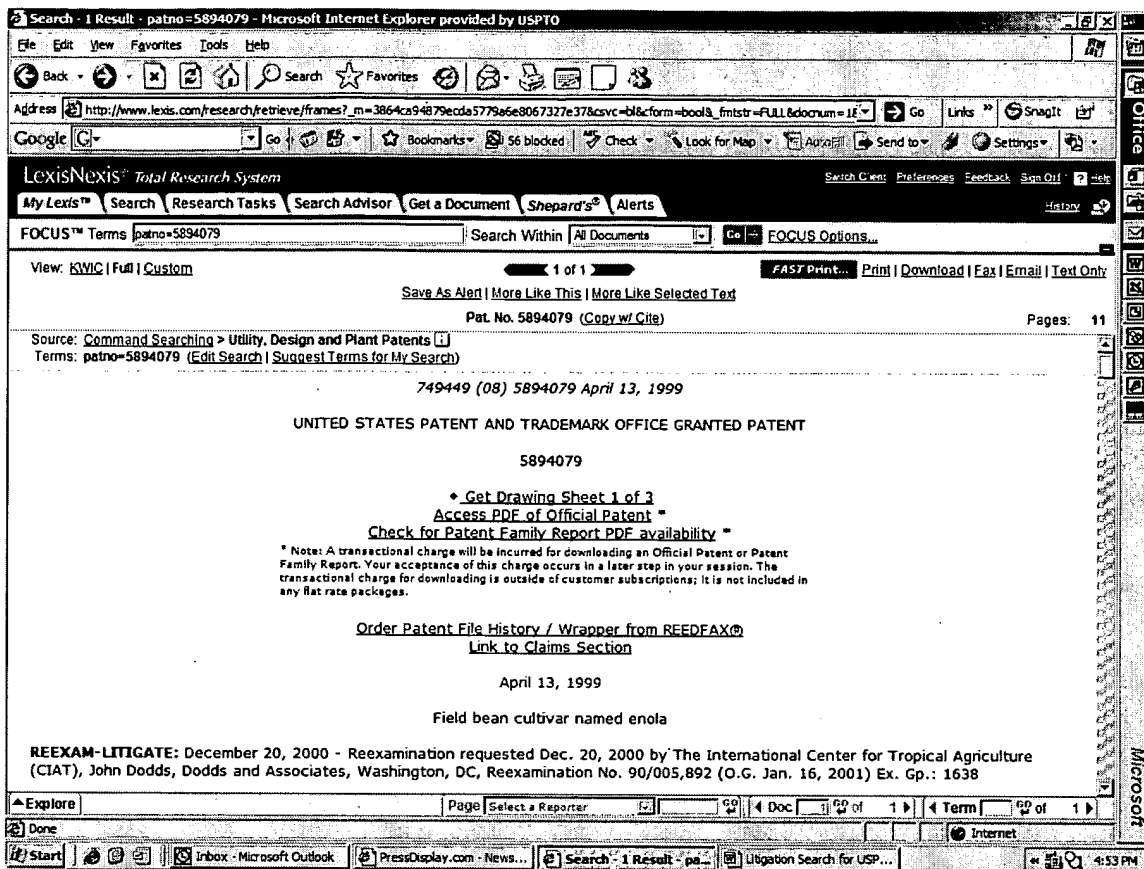 Search - 1 Result - patno=5894079 - Microsoft Internet Explorer provided by USPTO
File Edit View Favorites Tools Help
Back Search Favorites
Address http://www.lexis.com/research/retrieve/frames?_m=3864ca94879ecda5779a6e8067327e37&csvc=bl&cform=bool&_fmtstr=FULL&docnum=1& Go Links » SnagIt
Google G Go Bookmarks 56 blocked Check Look for Map AutoFill Send to Settings
LexisNexis® Total Research System Switch Client Preferences Feedback Sign Off ? Help
My Lexis™ Search Research Tasks Search Advisor Get a Document Shepard's® Alerts History
FOCUS™ Terms patno=5894079 Search Within All Documents Go FOCUS Options...
View: KWIC | Full | Custom 1 of 1 FAST Print... Print | Download | Fax | Email | Text Only
Save As Alert | More Like This | More Like Selected Text
Pat. No. 5894079 (Copy w/ Cite) Pages: 11
Source: Command Searching > Utility, Design and Plant Patents i
Terms: patno=5894079 (Edit Search | Suggest Terms for My Search)
749449 (08) 5894079 April 13, 1999
UNITED STATES PATENT AND TRADEMARK OFFICE GRANTED PATENT
5894079
◆ Get Drawing Sheet 1 of 3
Access PDF of Official Patent *
Check for Patent Family Report PDF availability *
* Note: A transactional charge will be incurred for downloading an Official Patent or Patent
Family Report. Your acceptance of this charge occurs in a later step in your session. The
transactional charge for downloading is outside of customer subscriptions; it is not included in
any flat rate packages.
Order Patent File History / Wrapper from REEDFAX®
Link to Claims Section
April 13, 1999
Field bean cultivar named enola
REEXAM-LITIGATE: December 20, 2000 - Reexamination requested Dec. 20, 2000 by The International Center for Tropical Agriculture
(CIAT), John Dodds, Dodds and Associates, Washington, DC, Reexamination No. 90/005,892 (O.G. Jan. 16, 2001) Ex. Gp.: 1638
Explore Page Select a Reporter GO Doc 1 GO of 1 Term GO of 1
Done Internet
Start Inbox - Microsoft Outlook PressDisplay.com - News... Search - 1 Result - pa... Litigation Search for USP... « 4:53 PM
Office
Microsoft